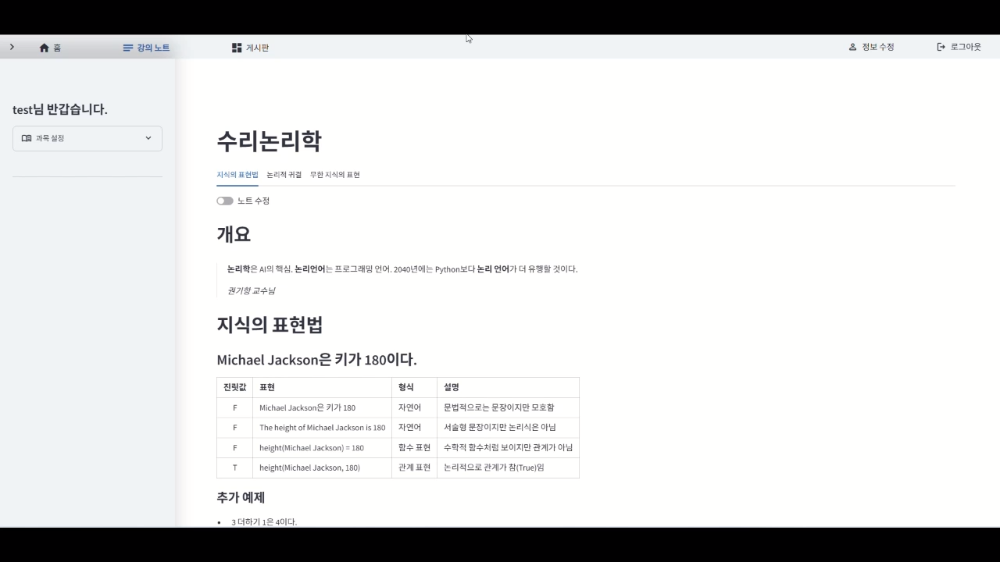 홈
강의 노트
게시판
정보 수정
로그아웃
test님 반갑습니다.
과목 설정
수리논리학
지식의 표현법 논리적 귀결 무한 지식의 표현
노트 수정
개요
논리학은 AI의 핵심. 논리언어는 프로그래밍 언어. 2040년에는 Python보다 논리 언어가 더 유행할 것이다.
권기항 교수님
지식의 표현법
Michael Jackson은 키가 180이다.
진릿값 표현 형식 설명
F Michael Jackson은 키가 180 자연어 문법적으로는 문장이지만 모호함
F The height of Michael Jackson is 180 자연어 서술형 문장이지만 논리식은 아님
F height(Michael Jackson) = 180 함수 표현 수학적 함수처럼 보이지만 관계가 아님
T height(Michael Jackson, 180) 관계 표현 논리적으로 관계가 참(True)임
추가 예제
• 3 더하기 1은 4이다.